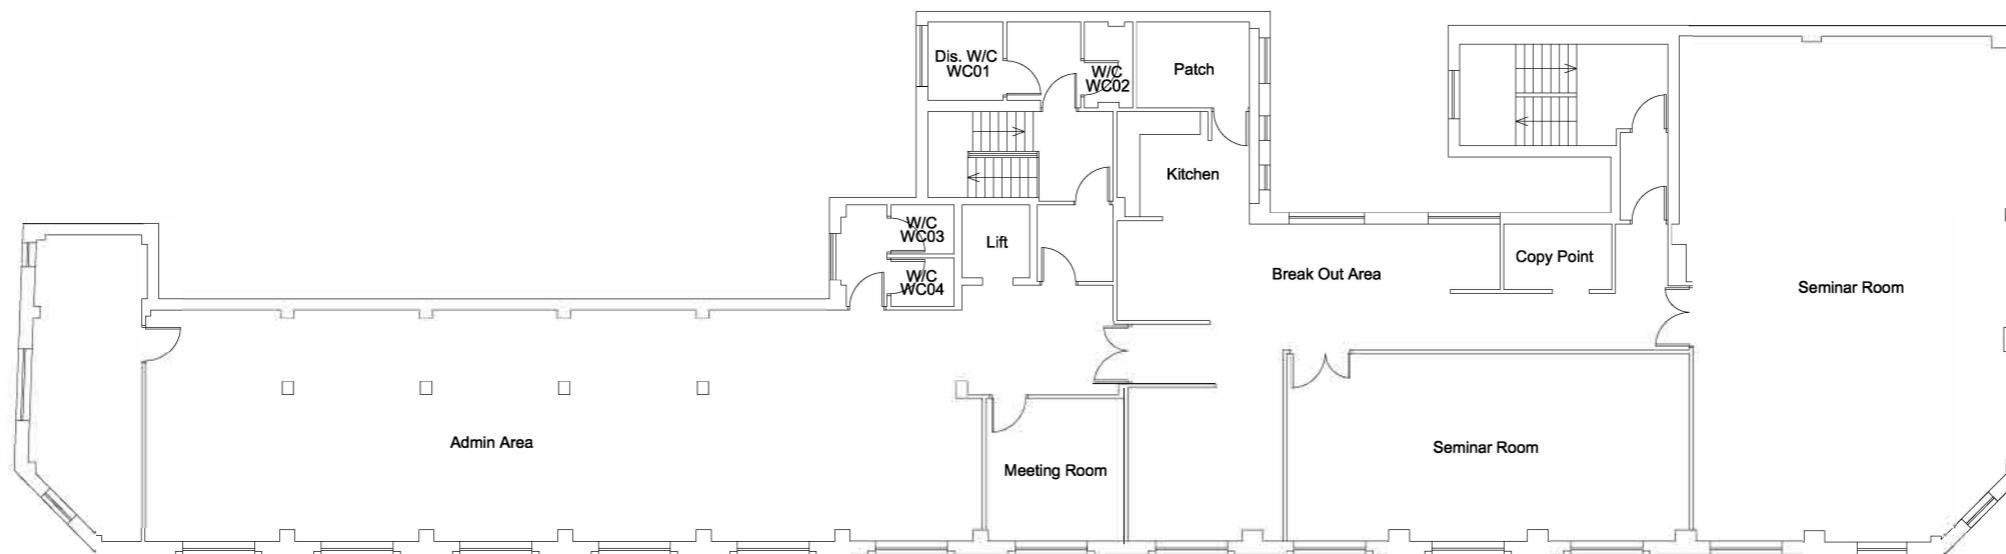 Dis. W/C
WC01
W/C
WC02
Patch
Kitchen
W/C
WC03
Lift
W/C
WC04
Break Out Area
Copy Point
Seminar Room
Admin Area
Meeting Room
Seminar Room